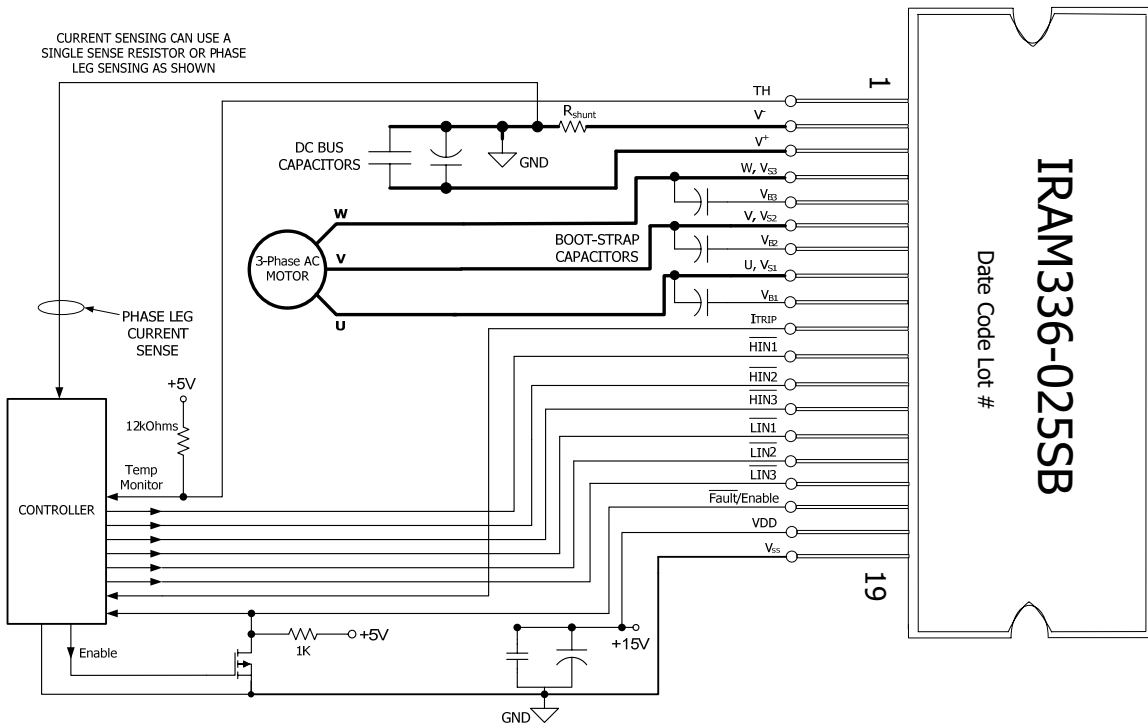 CURRENT SENSING CAN USE A
SINGLE SENSE RESISTOR OR PHASE
LEG SENSING AS SHOWN
DC BUS
CAPACITORS
GND
Rshunt
3-Phase AC
MOTOR
W
V
U
BOOT-STRAP
CAPACITORS
PHASE LEG
CURRENT
SENSE
+5V
12kOhms
Temp
Monitor
CONTROLLER
Enable
1K
+5V
+15V
GND
1
TH
V-
V+
W, VS3
VB3
V, VS2
VB2
U, VS1
VB1
ITRIP
HIN1
HIN2
HIN3
LIN1
LIN2
LIN3
Fault/Enable
VDD
Vss
19
IRAM336-025SB
Date Code Lot #